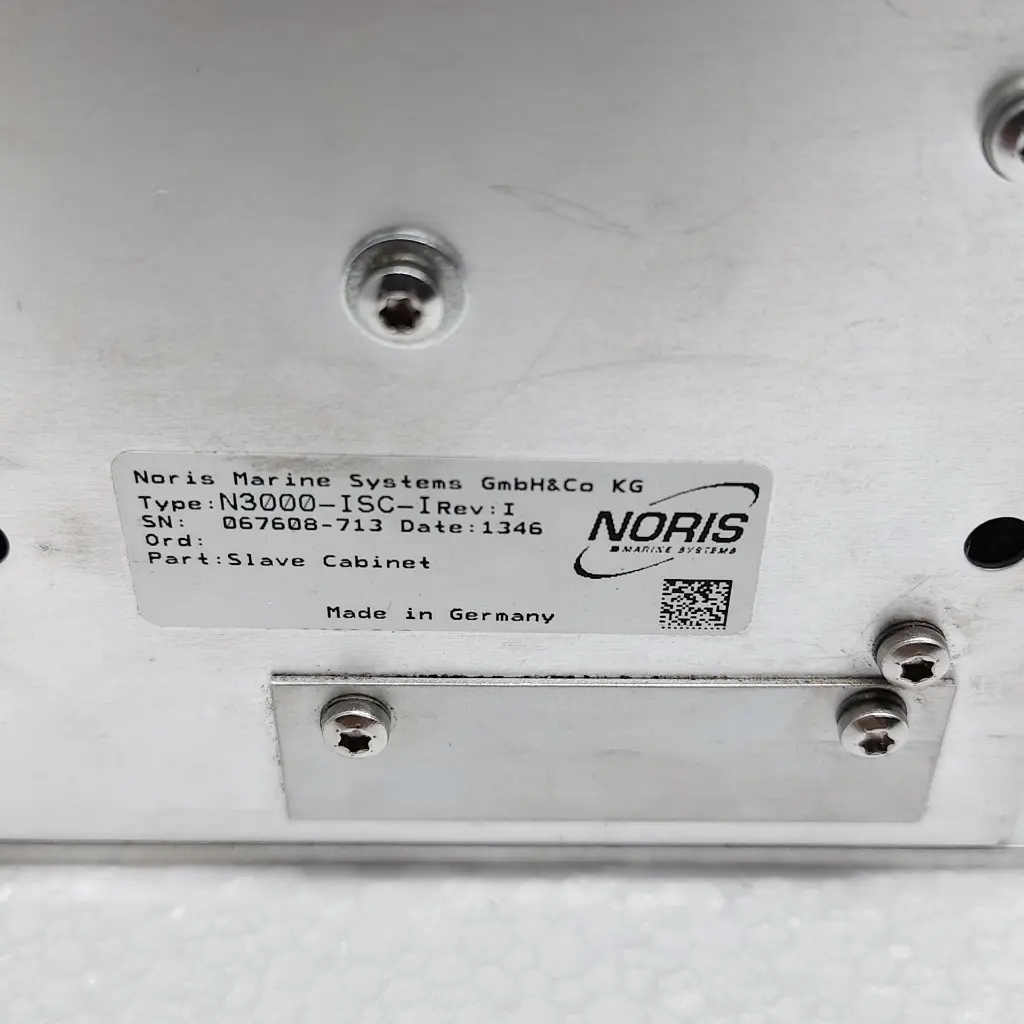 Noris Marine Systems GmbH&Co KG
Type:N3000-ISC-I Rev:I
SN: 067608-713 Date:1346
Ord:
Part:Slave Cabinet
Made in Germany
NORIS
MARINE SYSTEMS